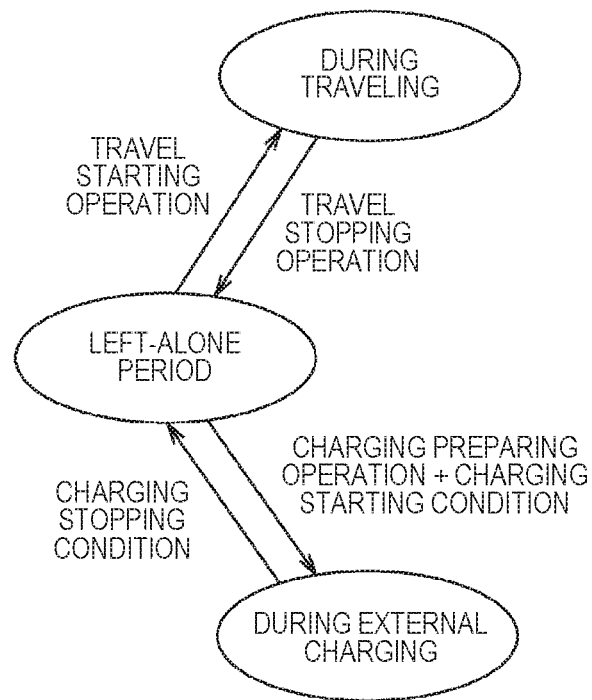 DURING
TRAVELING
TRAVEL
STARTING
OPERATION
TRAVEL
STOPPING
OPERATION
LEFT-ALONE
PERIOD
CHARGING PREPARING
OPERATION + CHARGING
STARTING CONDITION
CHARGING
STOPPING
CONDITION
DURING EXTERNAL
CHARGING